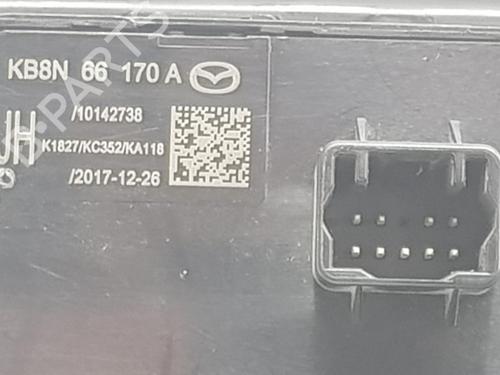 KB8N 66 170 A
/10142738
K1827/KC352/KA118
/2017-12-26